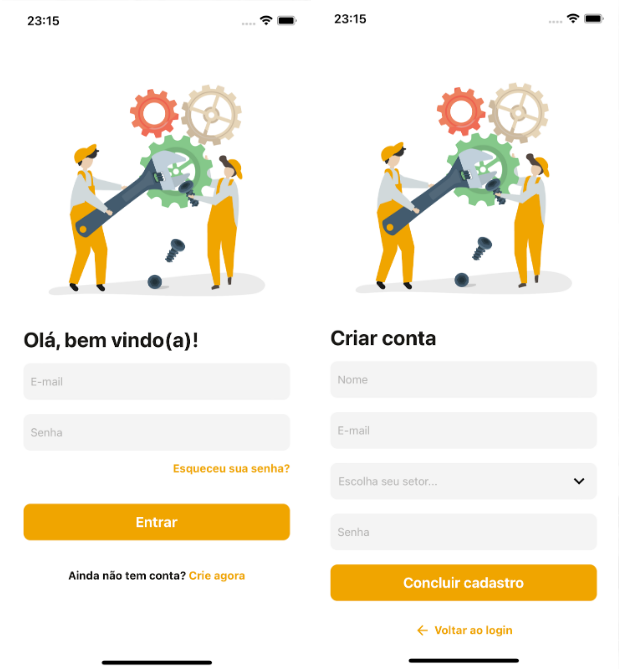 23:15
Olá, bem vindo(a)!
E-mail
Senha
Esqueceu sua senha?
Entrar
Ainda não tem conta? Crie agora
23:15
Criar conta
Nome
E-mail
Escolha seu setor...
Senha
Concluir cadastro
Voltar ao login